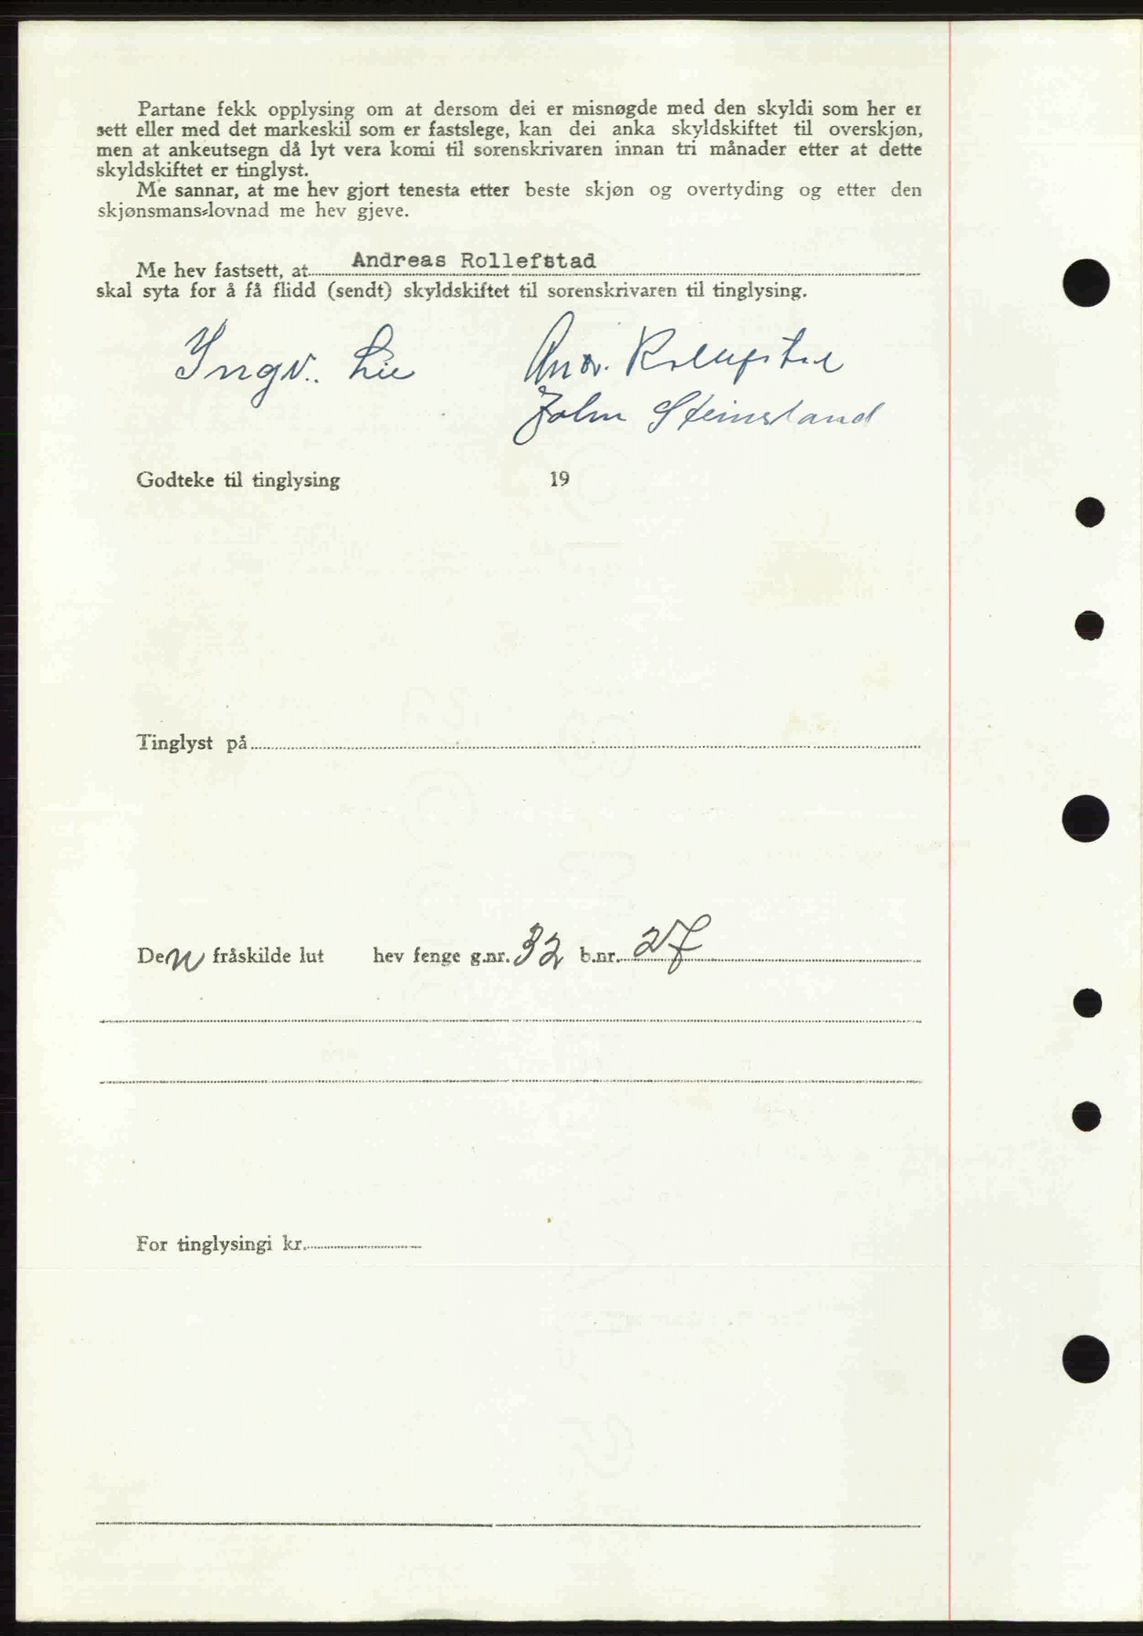 Partane fekk opplysing om at dersom dei er misnøgde med den skyldi som her er
sett eller med det markeskil som er fastslege, kan dei anka skyldskiftet til overskjøn,
men at ankeutsegn då lyt vera komi til sorenskrivaren innan tri månader etter at dette
skyldskiftet er tinglyst.
Me sannar, at me hev gjort tenesta etter beste skjøn og overtyding og etter den
skjønsmans-lovnad me hev gjeve.
Me hev fastsett, at Andreas Rollefstad
skal syta for å få flidd (sendt) skyldskiftet til sorenskrivaren til tinglysing.
Ingv. Lie Andr. Rollefstad
John Steinsland
Godteke til tinglysing 19
Tinglyst på
Den fråskilde lut hev fenge g.nr. 32 b.nr. 27
For tinglysingi kr.